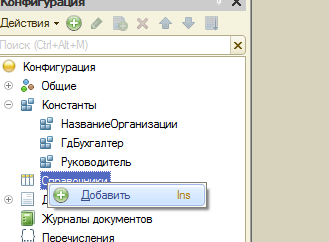 Конфигурация
Действия
Поиск (Ctrl+Alt+M)
Конфигурация
Общие
Константы
НазваниеОрганизации
ГдБухгалтер
Руководитель
Справочники
Добавить Ins
Д
Журналы документов
Перечисления